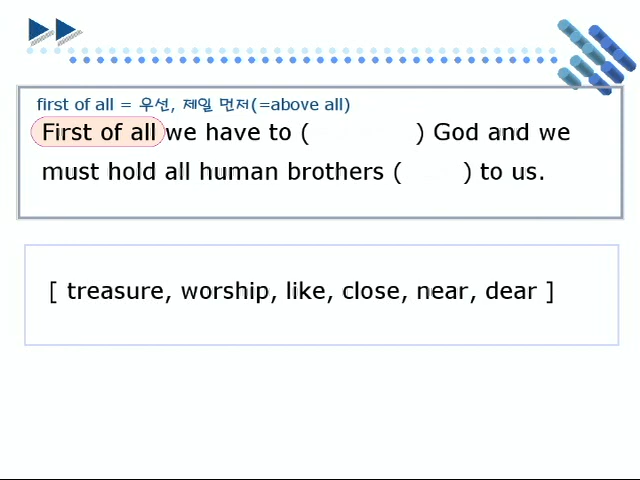 first of all = 우선, 제일 먼저(=above all)
First of all we have to ( ) God and we
must hold all human brothers ( ) to us.
[ treasure, worship, like, close, near, dear ]